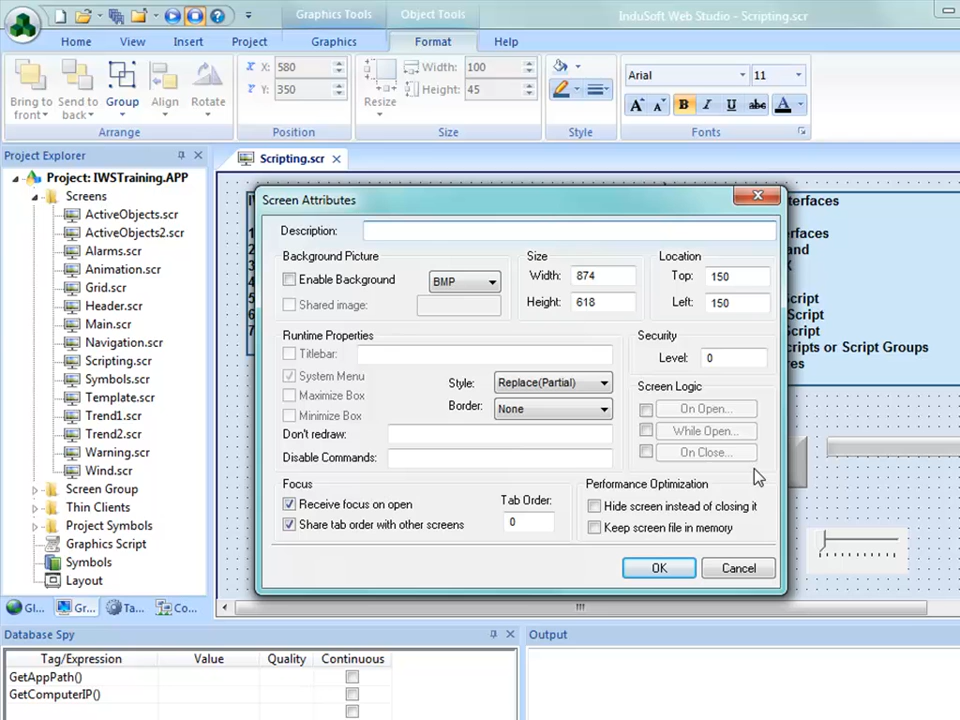 Graphics Tools
Object Tools
InduSoft Web Studio - Scripting.scr
Home View Insert Project Graphics Format Help
Bring to front
Send to back
Group
Align
Rotate
X: 580
Y: 350
Resize
Width: 100
Height: 45
Arial 11
A A B I U abc A
Arrange Position Size Style Fonts
Project Explorer
Scripting.scr
Project: IWSTraining.APP
Screens
ActiveObjects.scr
ActiveObjects2.scr
Alarms.scr
Animation.scr
Grid.scr
Header.scr
Main.scr
Navigation.scr
Scripting.scr
Symbols.scr
Template.scr
Trend1.scr
Trend2.scr
Warning.scr
Wind.scr
Screen Group
Thin Clients
Project Symbols
Graphics Script
Symbols
Layout
Gl...
Gr...
Ta...
Co...
Screen Attributes
Description:
Background Picture
Enable Background BMP
Shared image:
Size
Width: 874
Height: 618
Location
Top: 150
Left: 150
Runtime Properties
Titlebar:
System Menu
Maximize Box
Minimize Box
Style: Replace(Partial)
Border: None
Don't redraw:
Disable Commands:
Security
Level: 0
Screen Logic
On Open...
While Open...
On Close...
Focus
Receive focus on open
Share tab order with other screens
Tab Order:
0
Performance Optimization
Hide screen instead of closing it
Keep screen file in memory
OK Cancel
terfaces
rfaces
and
X
Script
Script
Script
cripts or Script Groups
res
Database Spy
Tag/Expression Value Quality Continuous
GetAppPath()
GetComputerIP()
Output